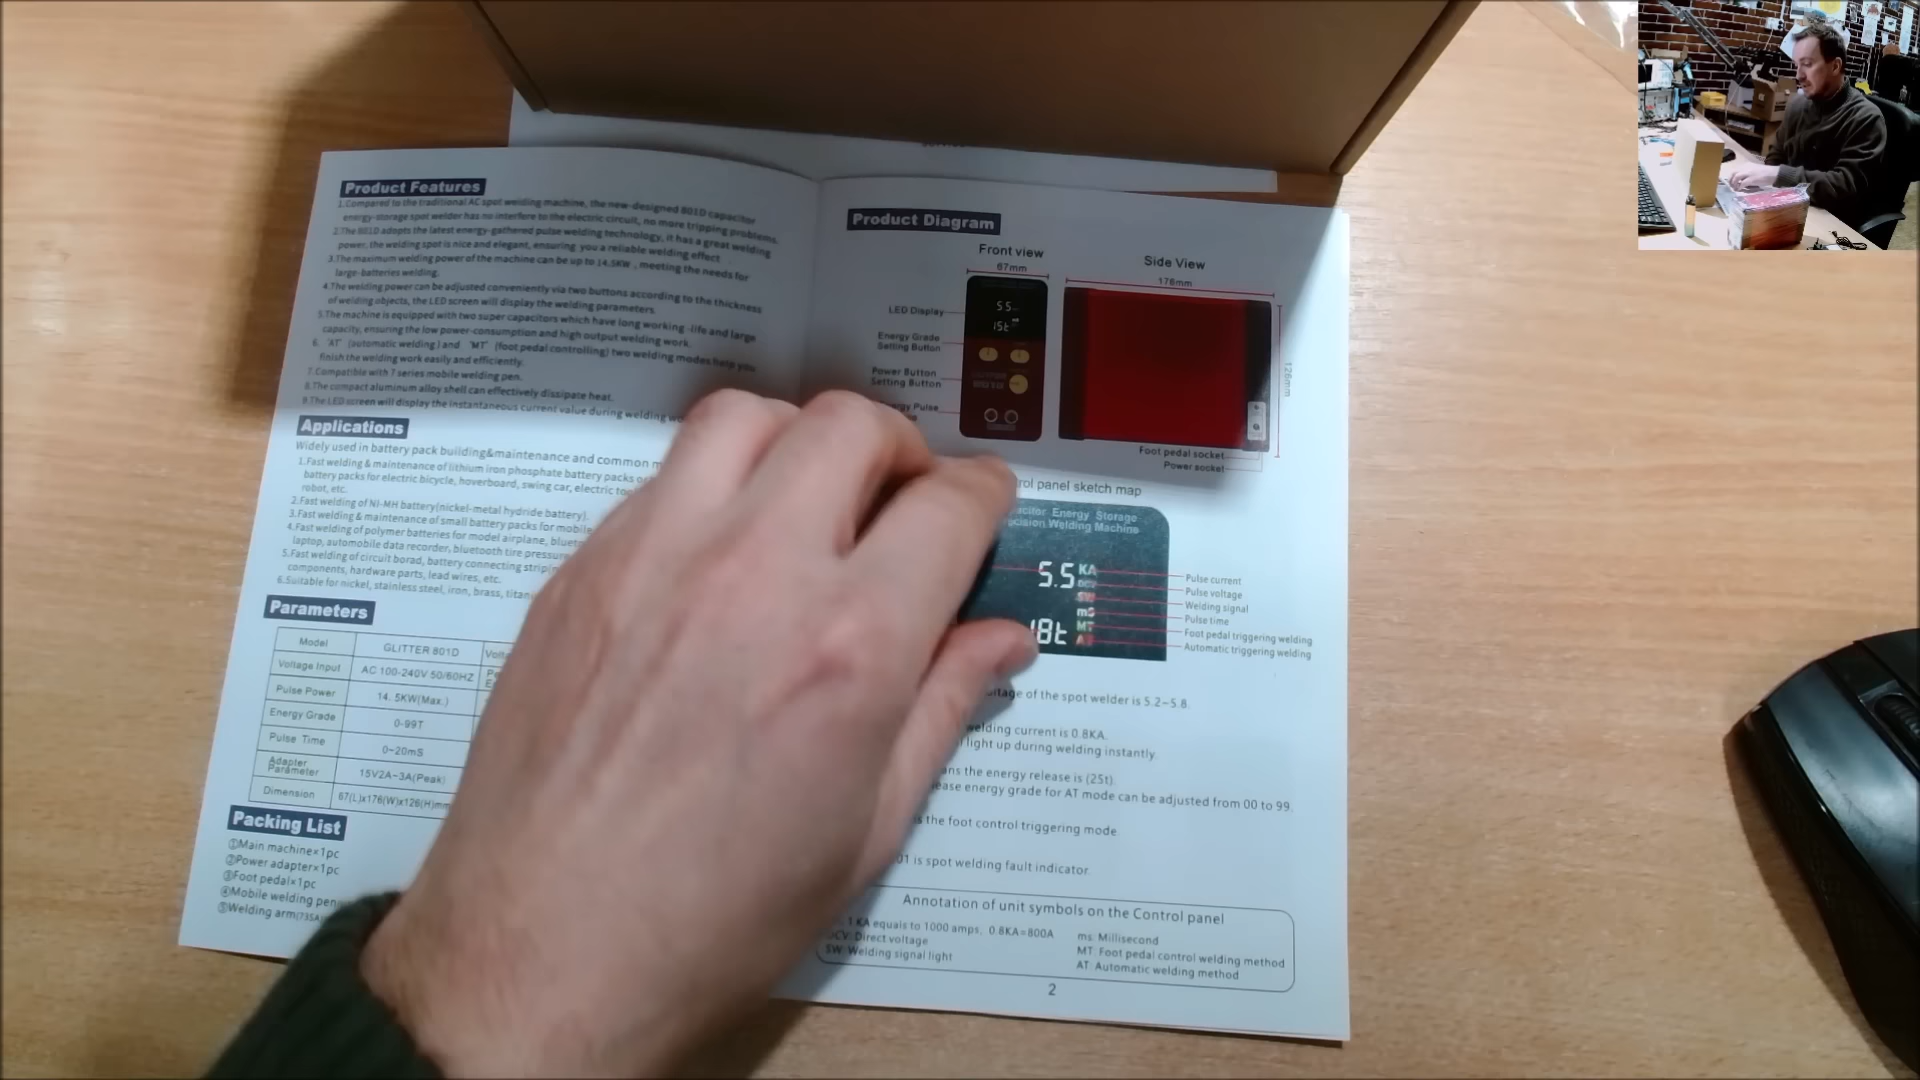 Product Features
1.Compared to the traditional AC spot welding machine, the new-designed 801D capacitor
energy-storage spot welder has no interfere to the electric circuit, no more tripping problems.
2.The 801D adopts the latest energy-gathered pulse welding technology, it has a great welding
power, the welding spot is nice and elegant, ensuring you a reliable welding effect
3.The maximum welding power of the machine can be up to 14.5KW , meeting the needs for
large-batteries welding.
4.The welding power can be adjusted conveniently via two buttons according to the thickness
of welding objects, the LED screen will display the welding parameters.
5.The machine is equipped with two super capacitors which have long working -life and large
capacity, ensuring the low power-consumption and high output welding work.
6. "AT" (automatic welding) and "MT" (foot pedal controlling) two welding modes help you
finish the welding work easily and efficiently.
7.Compatible with 7 series mobile welding pen.
8.The compact aluminum alloy shell can effectively dissipate heat.
9.The LED screen will display the instantaneous current value during welding
Applications
Widely used in battery pack building&maintenance and common
1.Fast welding & maintenance of lithium iron phosphate battery packs
battery packs for electric bicycle, hoverboard, swing car, electric
robot, etc.
2.Fast welding of Ni-MH battery(nickel-metal hydride battery).
3.Fast welding & maintenance of small battery packs for
4.Fast welding of polymer batteries for model airplane,
laptop, automobile data recorder, bluetooth tire
5.Fast welding of circuit borad, battery connecting
components, hardware parts, lead wires, etc.
6.Suitable for nickel, stainless steel, iron, brass,
Parameters
Model GLITTER 801D
Voltage Input AC 100-240V 50/60HZ
Pulse Power 14. 5KW(Max.)
Energy Grade 0-99T
Pulse Time 0~20mS
Adapter Parameter 15V2A~3A(Peak)
Dimension 67(L)x176(W)x126(H)mm
Packing List
①Main machine×1pc
②Power adapter×1pc
③Foot pedal×1pc
④Mobile welding pen
⑤Welding arm
Product Diagram
Front view
67mm
Side View
176mm
126mm
LED Display
Energy Grade
Setting Button
Power Button
Setting Button
Pulse
5.5
15t
Foot pedal socket
Power socket
panel sketch map
Energy Storage
Welding Machine
5.5 KA
DCV
SW
mS
18t MT
AT
Pulse current
Pulse voltage
Welding signal
Pulse time
Foot pedal triggering welding
Automatic triggering welding
of the spot welder is 5.2~5.8.
welding current is 0.8KA.
light up during welding instantly.
the energy release is (25t).
energy grade for AT mode can be adjusted from 00 to 99.
is the foot control triggering mode.
is spot welding fault indicator.
Annotation of unit symbols on the Control panel
1 KA equals to 1000 amps, 0.8KA=800A
DCV: Direct voltage
SW: Welding signal light
ms: Millisecond
MT: Foot pedal control welding method
AT: Automatic welding method
2